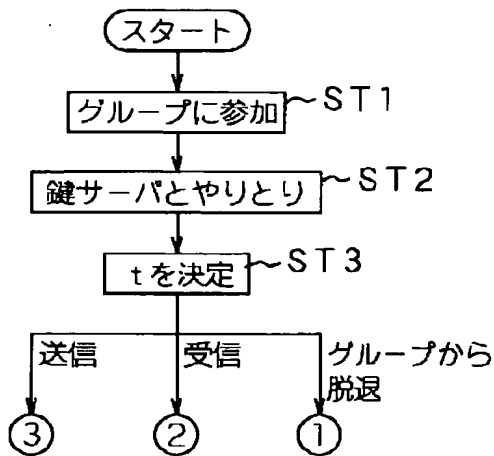 スタート
グループに参加 ST1
鍵サーバとやりとり ST2
tを決定 ST3
送信 受信 グループから
脱退
③ ② ①